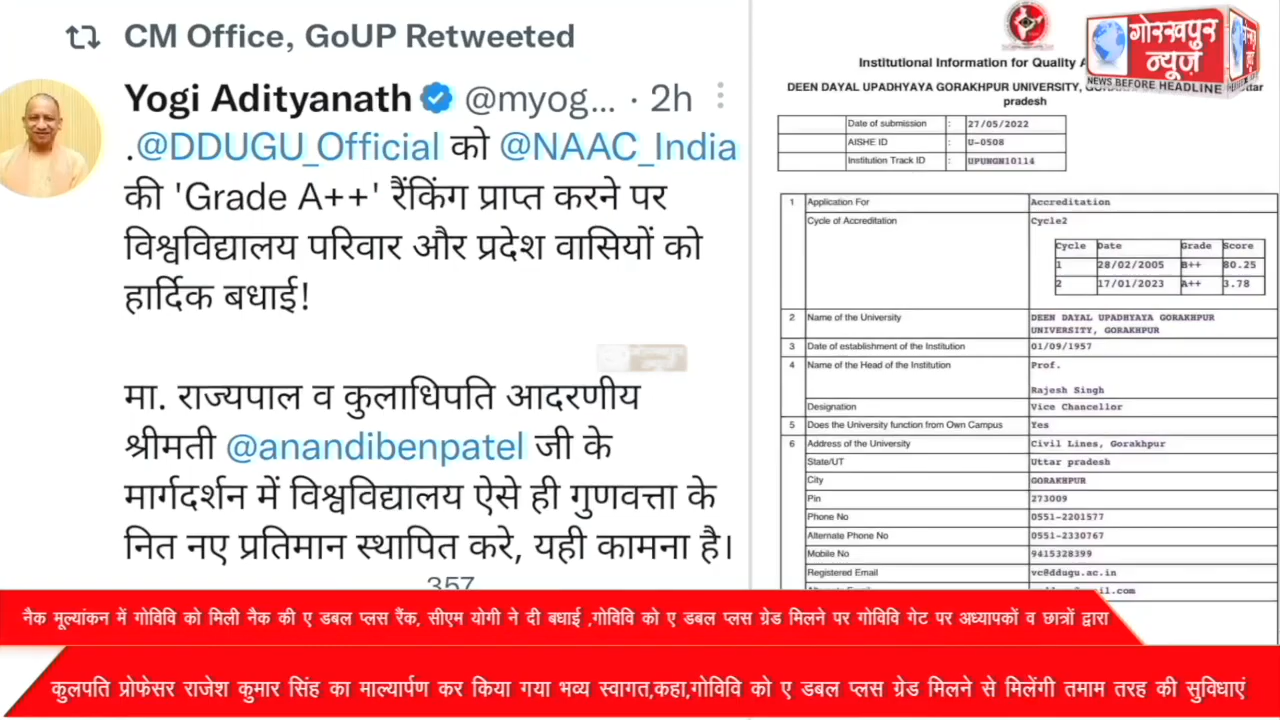 CM Office, GoUP Retweeted
Yogi Adityanath @myog... · 2h
.@DDUGU_Official को @NAAC_India
की 'Grade A++' रैंकिंग प्राप्त करने पर
विश्वविद्यालय परिवार और प्रदेश वासियों को
हार्दिक बधाई!
मा. राज्यपाल व कुलाधिपति आदरणीय
श्रीमती @anandibenpatel जी के
मार्गदर्शन में विश्वविद्यालय ऐसे ही गुणवत्ता के
नित नए प्रतिमान स्थापित करे, यही कामना है।
357
गोरखपुर
न्यूज़
NEWS BEFORE HEADLINE
Institutional Information for Quality
DEEN DAYAL UPADHYAYA GORAKHPUR UNIVERSITY,
pradesh
Date of submission : 27/05/2022
AISHE ID : U-0508
Institution Track ID : UPUNGN10114
1 Application For Accreditation
Cycle of Accreditation Cycle2
Cycle Date Grade Score
1 28/02/2005 B++ 80.25
2 17/01/2023 A++ 3.78
2 Name of the University DEEN DAYAL UPADHYAYA GORAKHPUR
UNIVERSITY, GORAKHPUR
3 Date of establishment of the Institution 01/09/1957
4 Name of the Head of the Institution Prof.
Rajesh Singh
Designation Vice Chancellor
5 Does the University function from Own Campus Yes
6 Address of the University Civil Lines, Gorakhpur
State/UT Uttar pradesh
City GORAKHPUR
Pin 273009
Phone No 0551-2201577
Alternate Phone No 0551-2330767
Mobile No 9415328399
Registered Email vc@ddugu.ac.in
नैक मूल्यांकन में गोविवि को मिली नैक की ए डबल प्लस रैंक, सीएम योगी ने दी बधाई ,गोविवि को ए डबल प्लस ग्रेड मिलने पर गोविवि गेट पर अध्यापकों व छात्रों द्वारा
कुलपति प्रोफेसर राजेश कुमार सिंह का माल्यार्पण कर किया गया भव्य स्वागत,कहा,गोविवि को ए डबल प्लस ग्रेड मिलने से मिलेंगी तमाम तरह की सुविधाएं